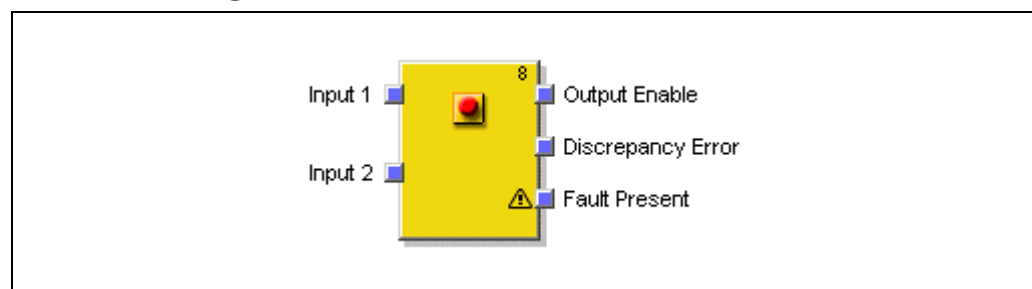 8
Input 1
Output Enable
Discrepancy Error
Input 2
Fault Present